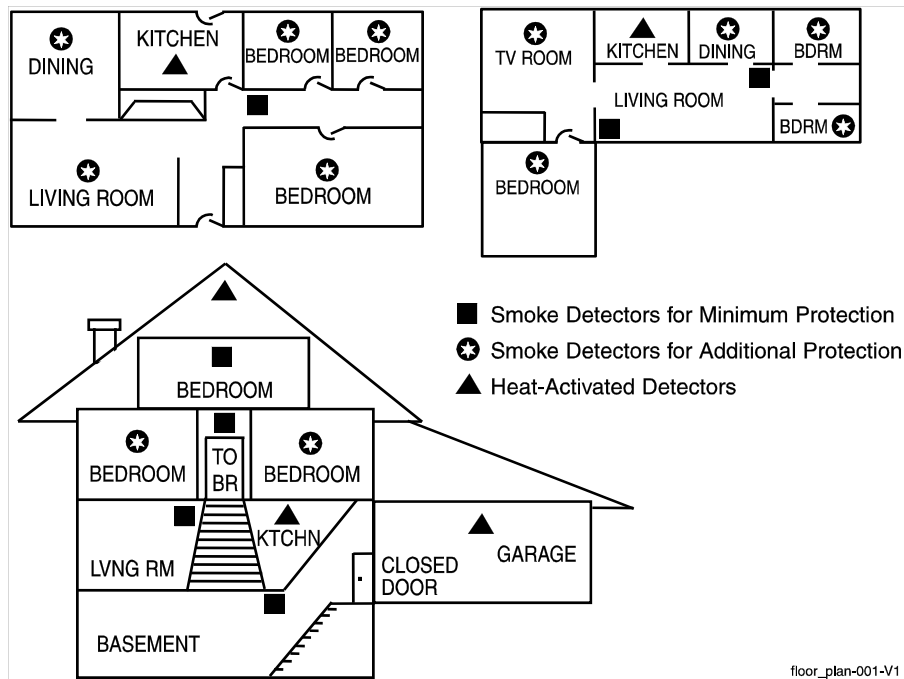 DINING
KITCHEN
BEDROOM
BEDROOM
LIVING ROOM
BEDROOM
TV ROOM
KITCHEN
DINING
BDRM
LIVING ROOM
BDRM
BEDROOM
Smoke Detectors for Minimum Protection
Smoke Detectors for Additional Protection
Heat-Activated Detectors
BEDROOM
BEDROOM
TO
BR
BEDROOM
LVNG RM
KTCHN
CLOSED
DOOR
GARAGE
BASEMENT
floor_plan-001-V1